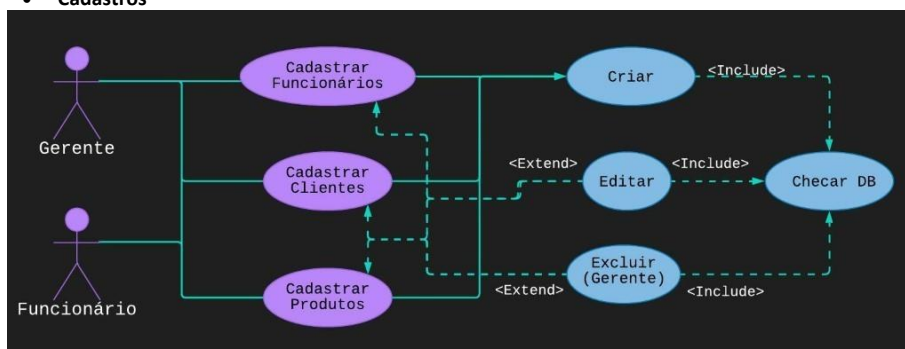 • Cadastros
Cadastrar
Funcionários
Criar
<Include>
Gerente
Cadastrar
Clientes
<Extend>
Editar
<Include>
Checar DB
Funcionário
Cadastrar
Produtos
<Extend>
Excluir
(Gerente)
<Include>